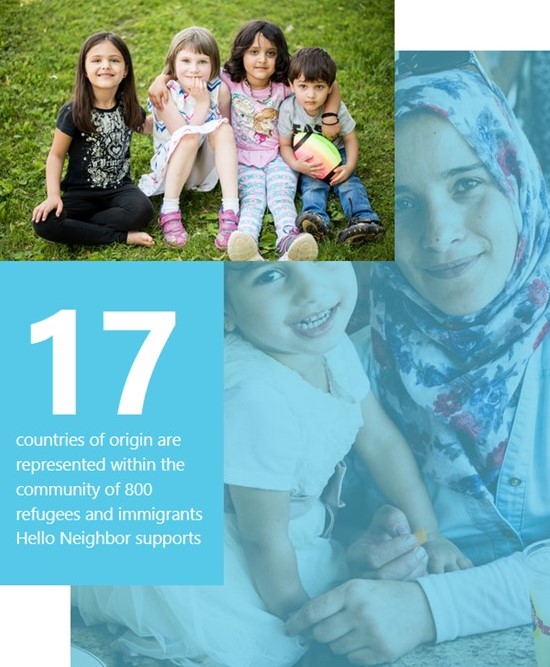 17
countries of origin are
represented within the
community of 800
refugees and immigrants
Hello Neighbor supports